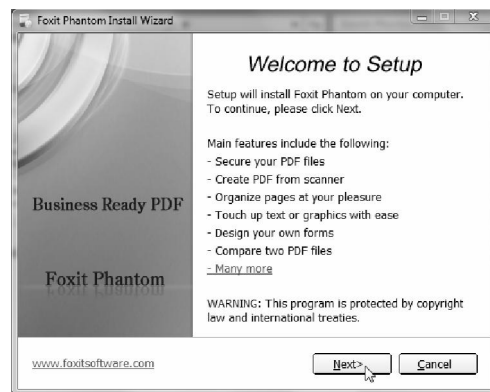 Foxit Phantom Install Wizard
Welcome to Setup
Setup will install Foxit Phantom on your computer.
To continue, please click Next.
Main features include the following:
- Secure your PDF files
- Create PDF from scanner
- Organize pages at your pleasure
- Touch up text or graphics with ease
- Design your own forms
- Compare two PDF files
- Many more
WARNING: This program is protected by copyright
law and international treaties.
Business Ready PDF
Foxit Phantom
www.foxitsoftware.com
Next>
Cancel